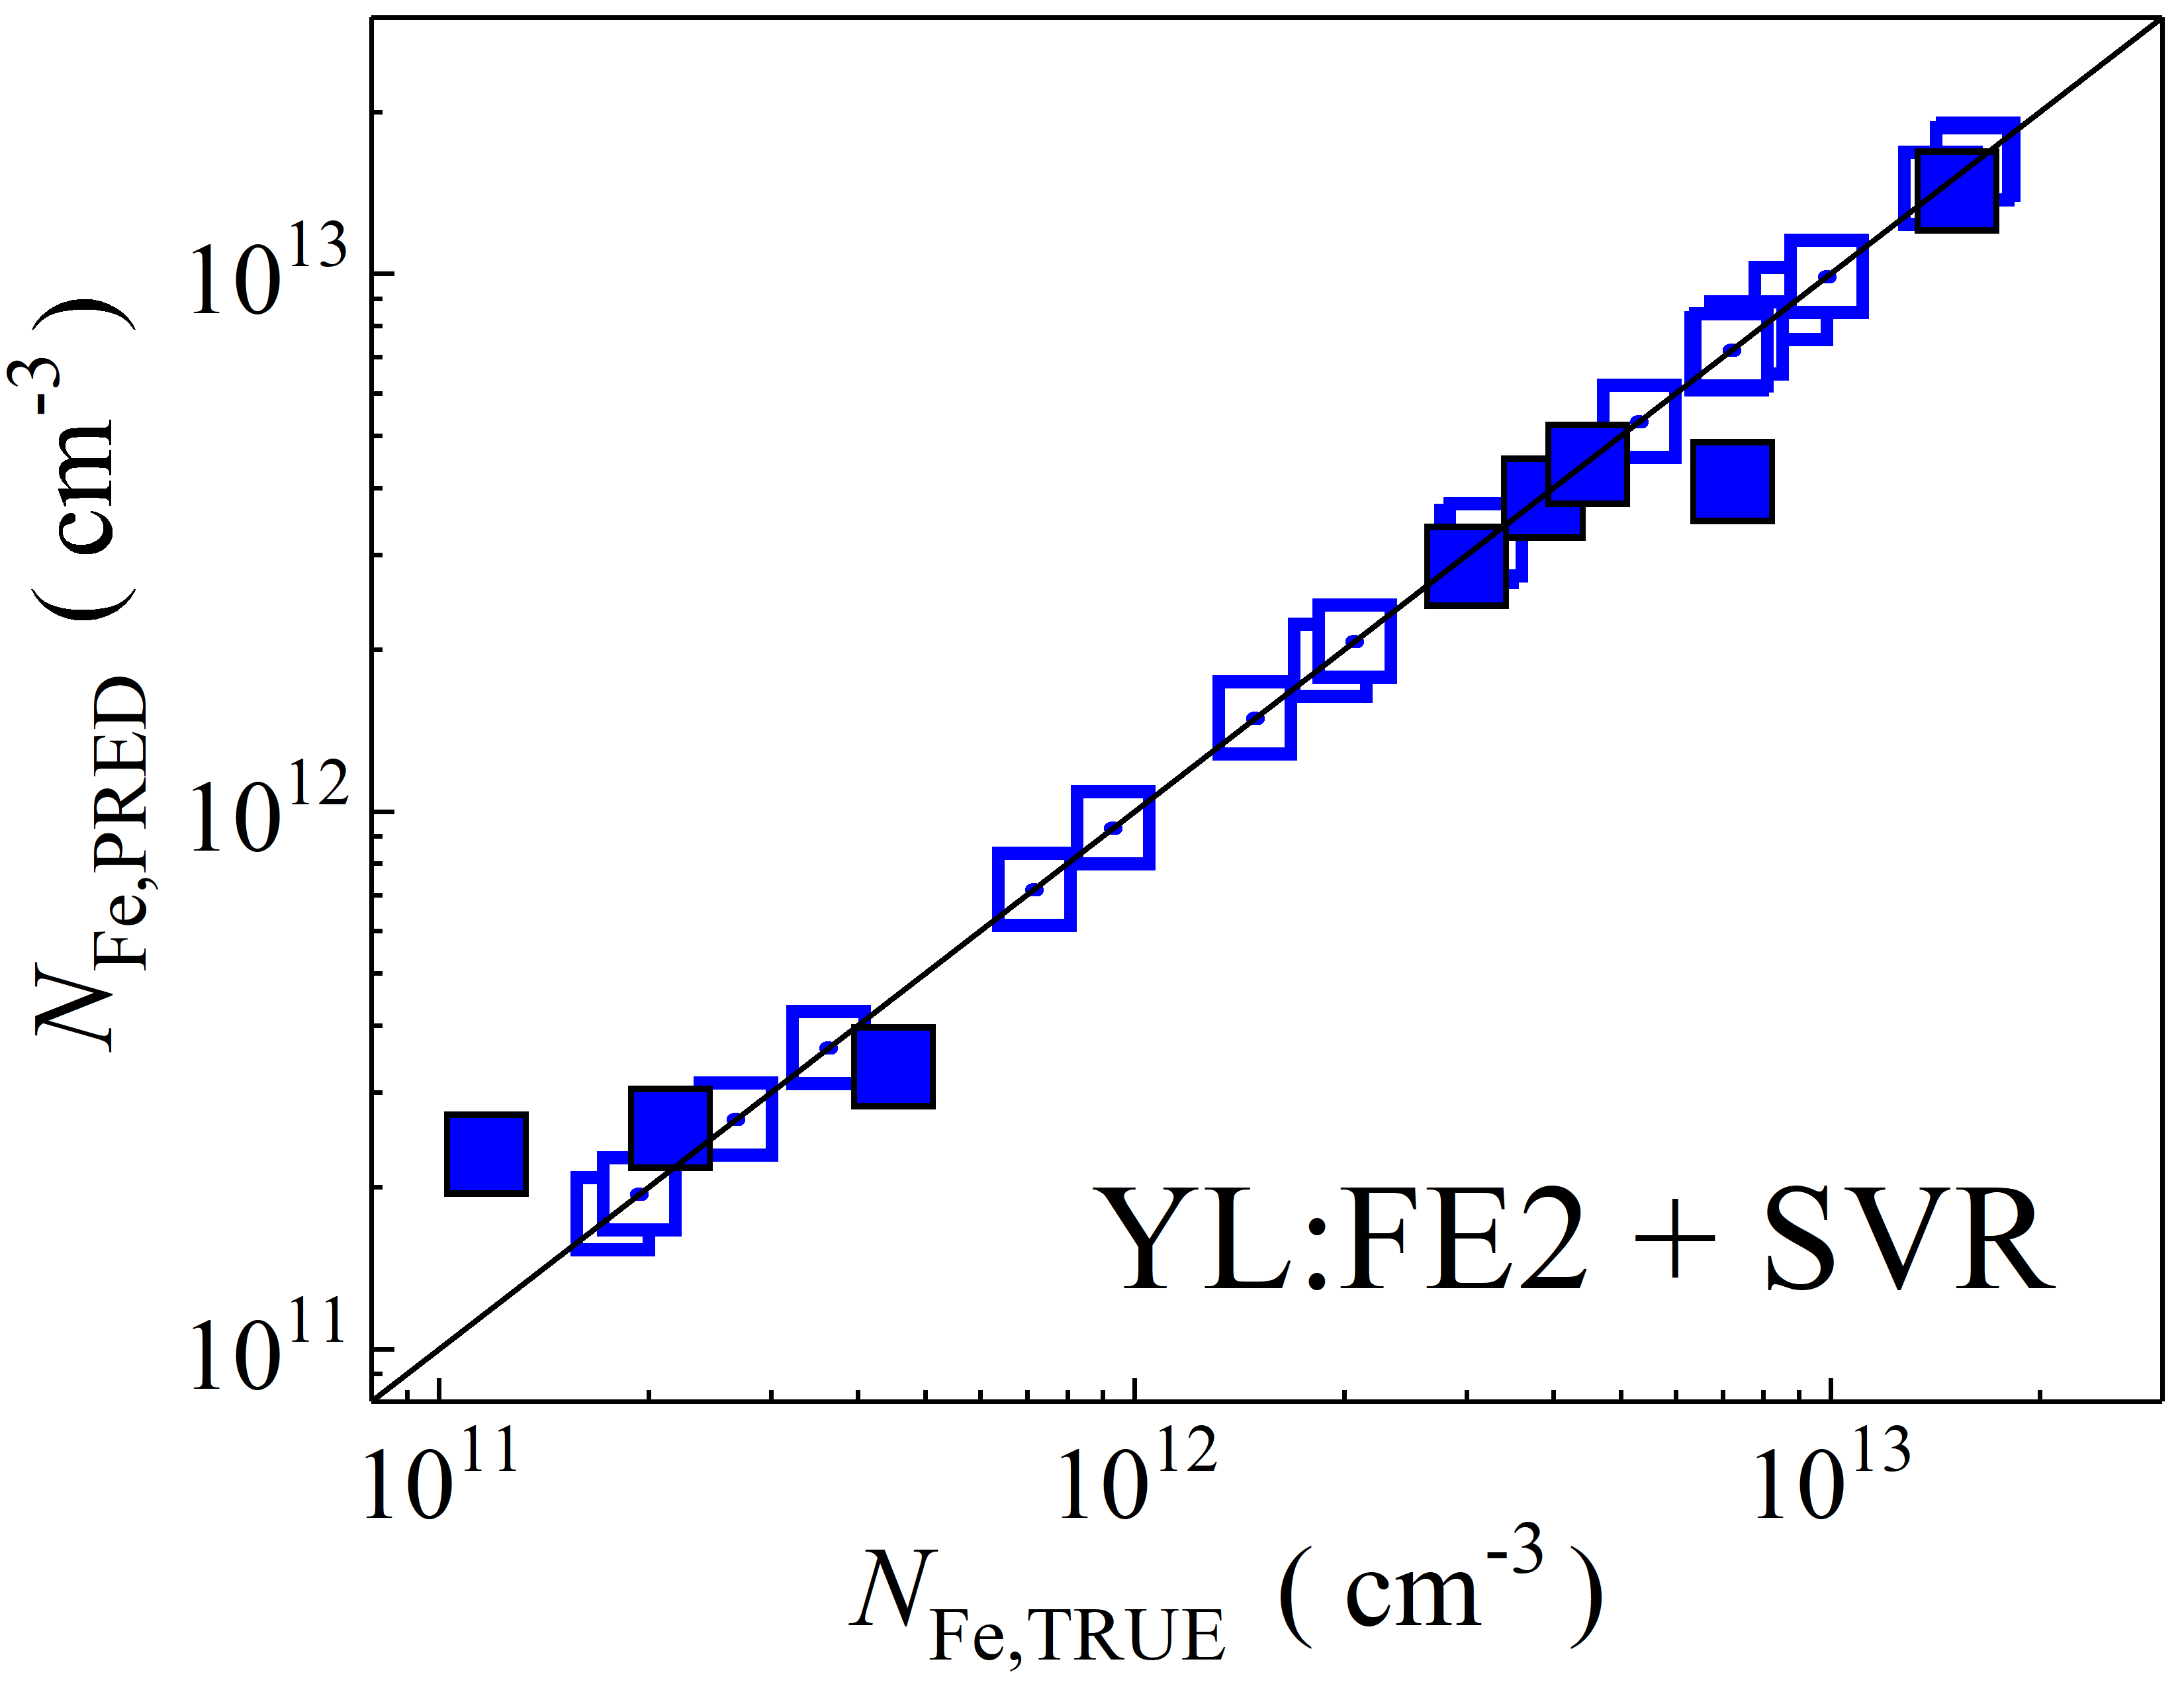 N_Fe,PRED ( cm^-3 )
10^13
10^12
10^11
YL:FE2 + SVR
10^11 10^12 10^13
N_Fe,TRUE ( cm^-3 )